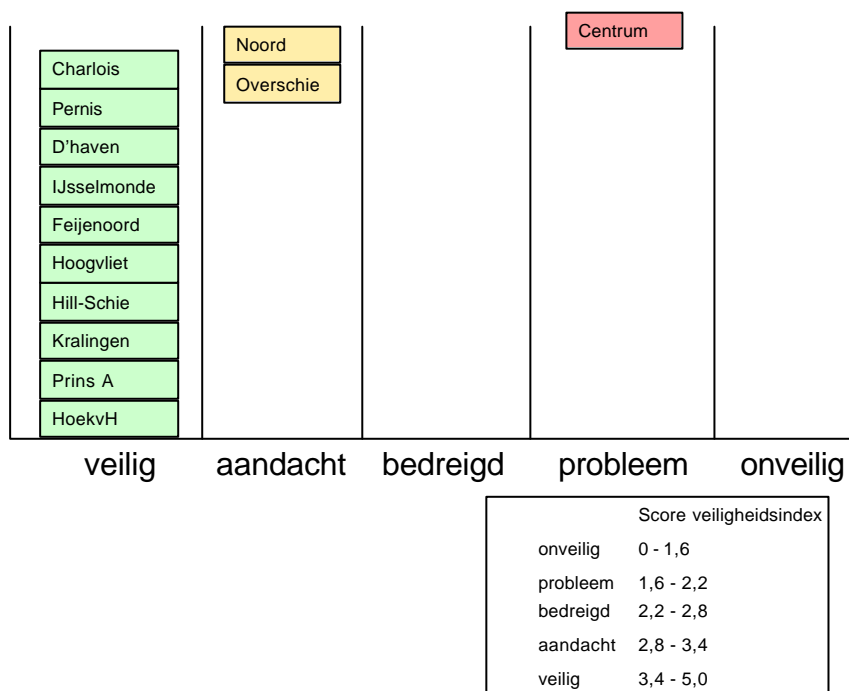 Charlois
Pernis
D'haven
IJsselmonde
Feijenoord
Hoogvliet
Hill-Schie
Kralingen
Prins A
HoekvH
Noord
Overschie
Centrum
veilig aandacht bedreigd probleem onveilig
Score veiligheidsindex
onveilig 0 - 1,6
probleem 1,6 - 2,2
bedreigd 2,2 - 2,8
aandacht 2,8 - 3,4
veilig 3,4 - 5,0